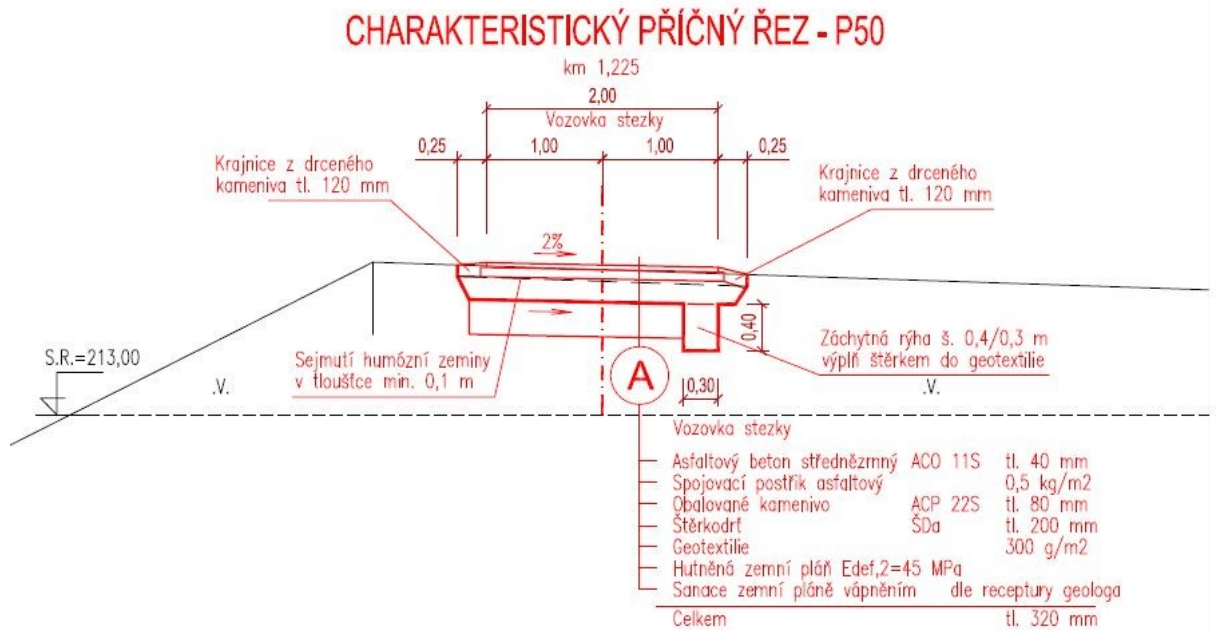 CHARAKTERISTICKÝ PŘÍČNÝ ŘEZ - P50
km 1,225
2,00
Vozovka stezky
0,25 1,00 1,00 0,25
Krajnice z drceného
kameniva tl. 120 mm
Krajnice z drceného
kameniva tl. 120 mm
2%
0,40
S.R.=213,00
Sejmutí humózní zeminy
v tloušťce min. 0,1 m
Záchytná rýha š. 0,4/0,3 m
výplň štěrkem do geotextilie
.V.
A
0,30
.V.
Vozovka stezky
Asfaltový beton střednězrnný ACO 11S tl. 40 mm
Spojovací postřik asfaltový 0,5 kg/m2
Obalované kamenivo ACP 22S tl. 80 mm
Štěrkodrť ŠDa tl. 200 mm
Geotextilie 300 g/m2
Hutněná zemní pláň Edef,2=45 MPa
Sanace zemní pláně vápněním dle receptury geologa
Celkem tl. 320 mm